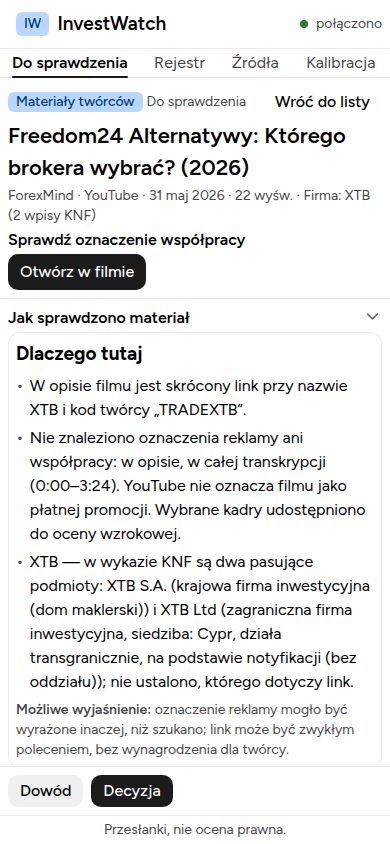 IW InvestWatch połączono
Do sprawdzenia Rejestr Źródła Kalibracja
Materiały twórców Do sprawdzenia Wróć do listy
Freedom24 Alternatywy: Którego
brokera wybrać? (2026)
ForexMind · YouTube · 31 maj 2026 · 22 wyśw. · Firma: XTB
(2 wpisy KNF)
Sprawdź oznaczenie współpracy
Otwórz w filmie
Jak sprawdzono materiał
Dlaczego tutaj
• W opisie filmu jest skrócony link przy nazwie
XTB i kod twórcy „TRADEXTB”.
• Nie znaleziono oznaczenia reklamy ani
współpracy: w opisie, w całej transkrypcji
(0:00–3:24). YouTube nie oznacza filmu jako
płatnej promocji. Wybrane kadry udostępniono
do oceny wzrokowej.
• XTB — w wykazie KNF są dwa pasujące
podmioty: XTB S.A. (krajowa firma inwestycyjna
(dom maklerski)) i XTB Ltd (zagraniczna firma
inwestycyjna, siedziba: Cypr, działa
transgranicznie, na podstawie notyfikacji (bez
oddziału)); nie ustalono, którego dotyczy link.
Możliwe wyjaśnienie: oznaczenie reklamy mogło być
wyrażone inaczej, niż szukano; link może być zwykłym
poleceniem, bez wynagrodzenia dla twórcy.
Dowód Decyzja
Przesłanki, nie ocena prawna.